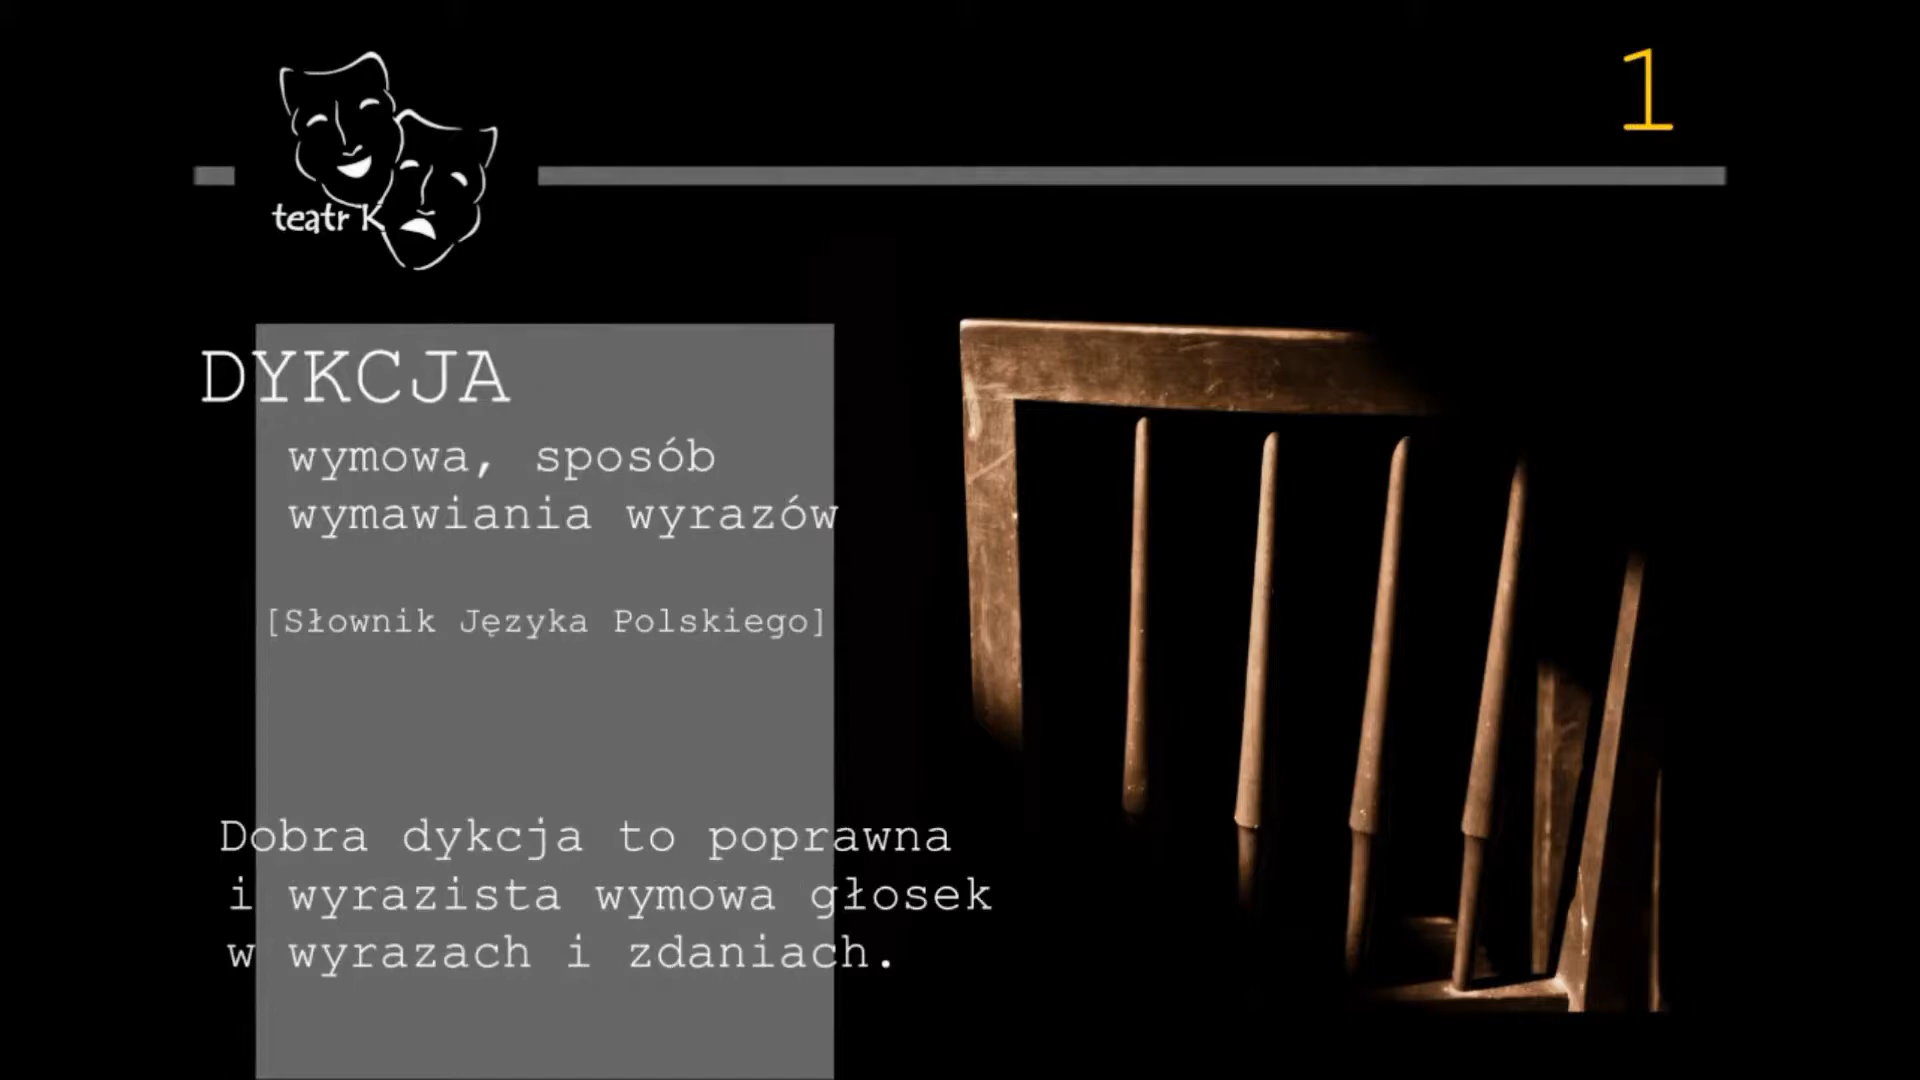 1
teatr K
DYKCJA
wymowa, sposób
wymawiania wyrazów
[Słownik Języka Polskiego]
Dobra dykcja to poprawna
i wyrazista wymowa głosek
w wyrazach i zdaniach.